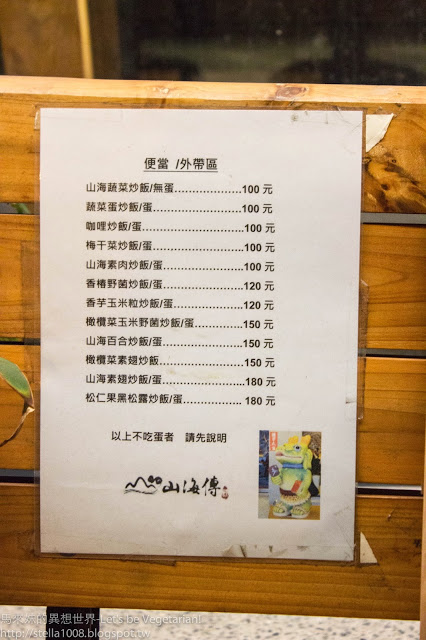 便當 /外帶區
山海蔬菜炒飯/無蛋....................100 元
蔬菜蛋炒飯/蛋..........................100 元
咖哩炒飯/蛋..............................100 元
梅干菜炒飯/蛋...........................100 元
山海素肉炒飯/蛋........................100 元
香椿野菌炒飯/蛋........................120 元
香芋玉米粒炒飯/蛋.....................120 元
橄欖菜玉米野菌炒飯/蛋...............150 元
山海百合炒飯/蛋........................150 元
橄欖菜素翅炒飯.........................150 元
山海素翅炒飯/蛋........................ 180 元
松仁果黑松露炒飯/蛋.................. 180 元
以上不吃蛋者 請先說明
山海傳
的異想世界-Let's be Vegetarian!
http://stella1008.blogspot.tw